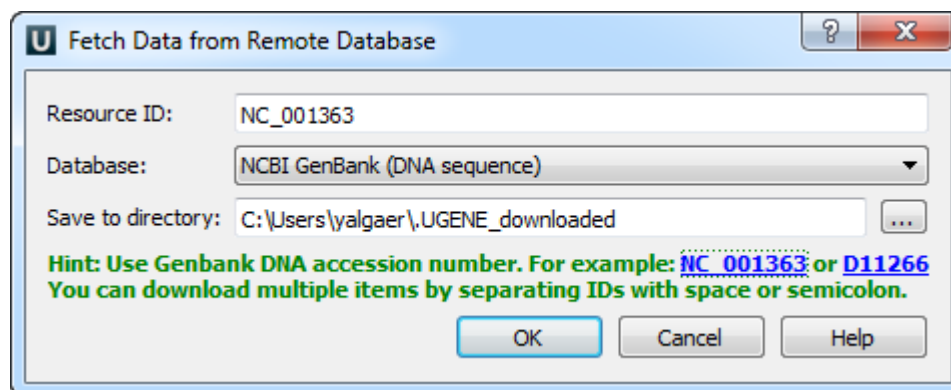 U Fetch Data from Remote Database ? X
Resource ID: NC_001363
Database: NCBI GenBank (DNA sequence)
Save to directory: C:\Users\yalgaer\.UGENE_downloaded ...
Hint: Use Genbank DNA accession number. For example: NC_001363 or D11266
You can download multiple items by separating IDs with space or semicolon.
OK Cancel Help